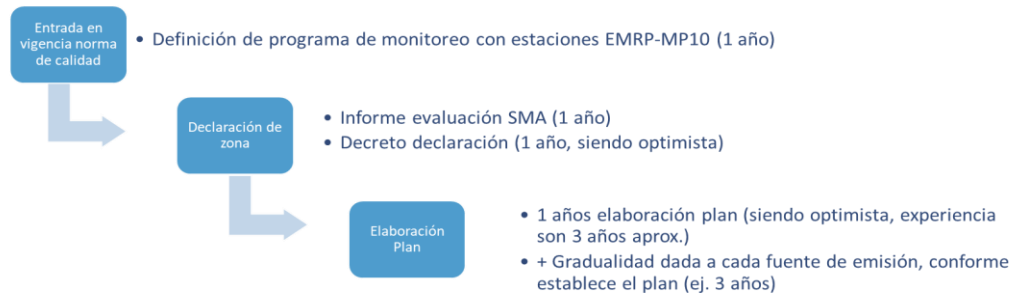 Entrada en
vigencia norma
de calidad
• Definición de programa de monitoreo con estaciones EMRP-MP10 (1 año)
Declaración de
zona
• Informe evaluación SMA (1 año)
• Decreto declaración (1 año, siendo optimista)
Elaboración
Plan
• 1 años elaboración plan (siendo optimista, experiencia
son 3 años aprox.)
• + Gradualidad dada a cada fuente de emisión, conforme
establece el plan (ej. 3 años)